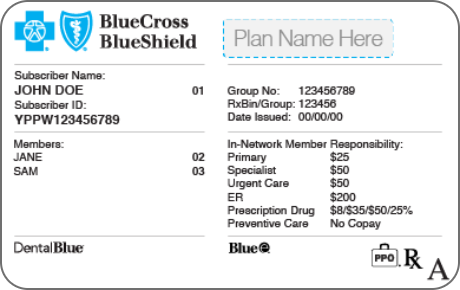 BlueCross
BlueShield
Plan Name Here
Subscriber Name:
JOHN DOE 01
Subscriber ID:
YPPW123456789
Group No: 123456789
RxBin/Group: 123456
Date Issued: 00/00/00
Members:
JANE 02
SAM 03
In-Network Member Responsibility:
Primary $25
Specialist $50
Urgent Care $50
ER $200
Prescription Drug $8/$35/$50/25%
Preventive Care No Copay
DentalBlue
Blue
PPO
Rx
A